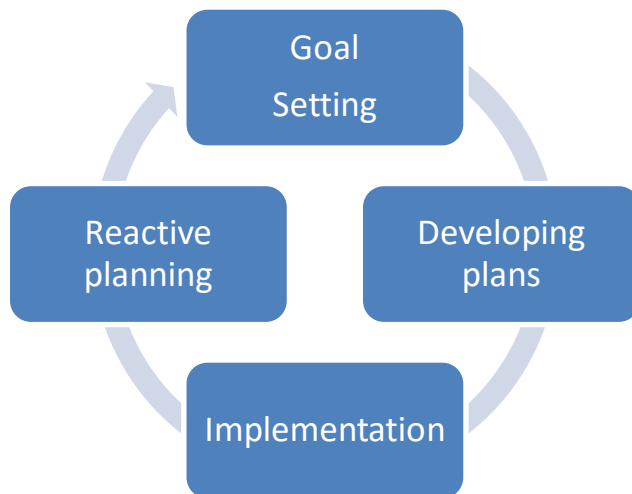 Goal
Setting
Developing
plans
Implementation
Reactive
planning